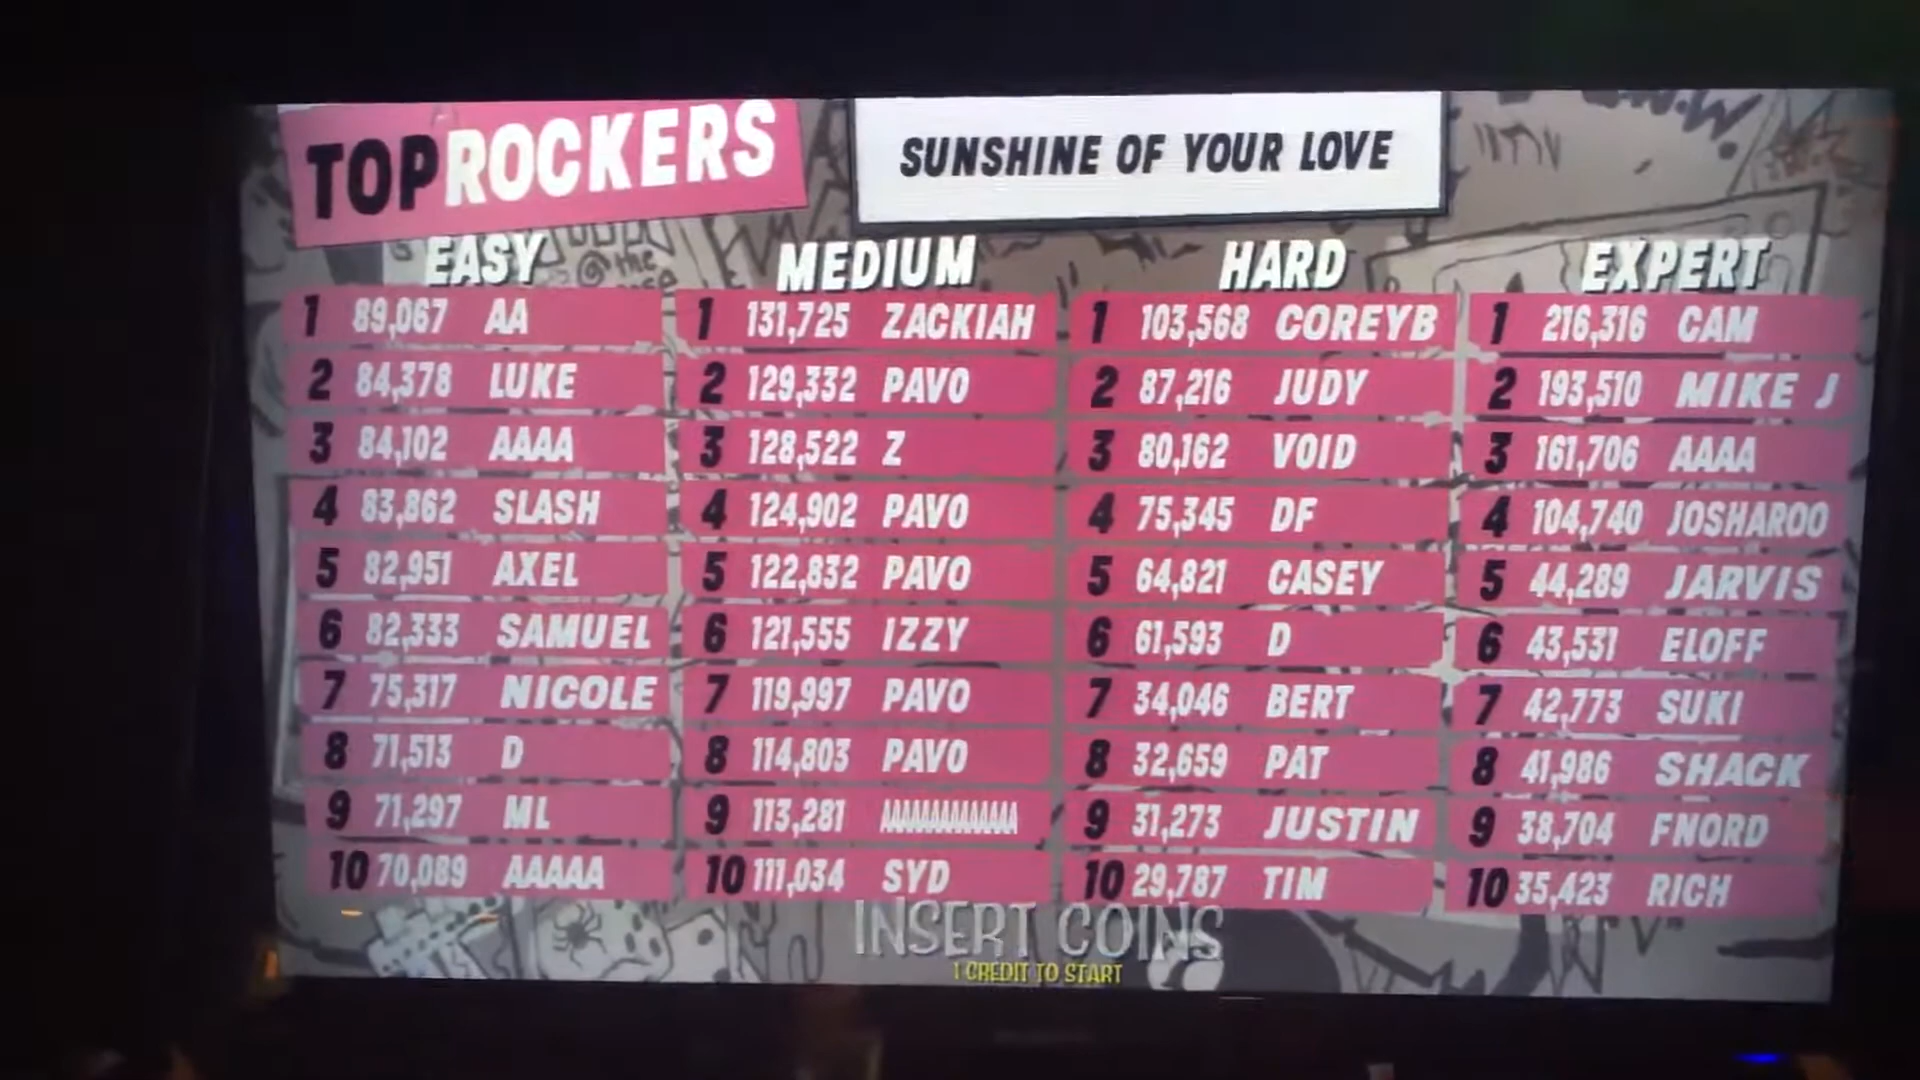 TOPROCKERS
SUNSHINE OF YOUR LOVE
EASY
1 89,067 AA
2 84,378 LUKE
3 84,102 AAAA
4 83,862 SLASH
5 82,951 AXEL
6 82,333 SAMUEL
7 75,317 NICOLE
8 71,513 D
9 71,297 ML
10 70,089 AAAAA
MEDIUM
1 131,725 ZACKIAH
2 129,332 PAVO
3 128,522 Z
4 124,902 PAVO
5 122,832 PAVO
6 121,555 IZZY
7 119,997 PAVO
8 114,803 PAVO
9 113,281
10 111,034 SYD
HARD
1 103,568 COREYB
2 87,216 JUDY
3 80,162 VOID
4 75,345 DF
5 64,821 CASEY
6 61,593 D
7 34,046 BERT
8 32,659 PAT
9 31,273 JUSTIN
10 29,787 TIM
EXPERT
1 216,316 CAM
2 193,510 MIKE J
3 161,706 AAAA
4 104,740 JOSHAROO
5 44,289 JARVIS
6 43,531 ELOFF
7 42,773 SUKI
8 41,986 SHACK
9 38,704 FNORD
10 35,423 RICH
INSERT COINS
1 CREDIT TO START